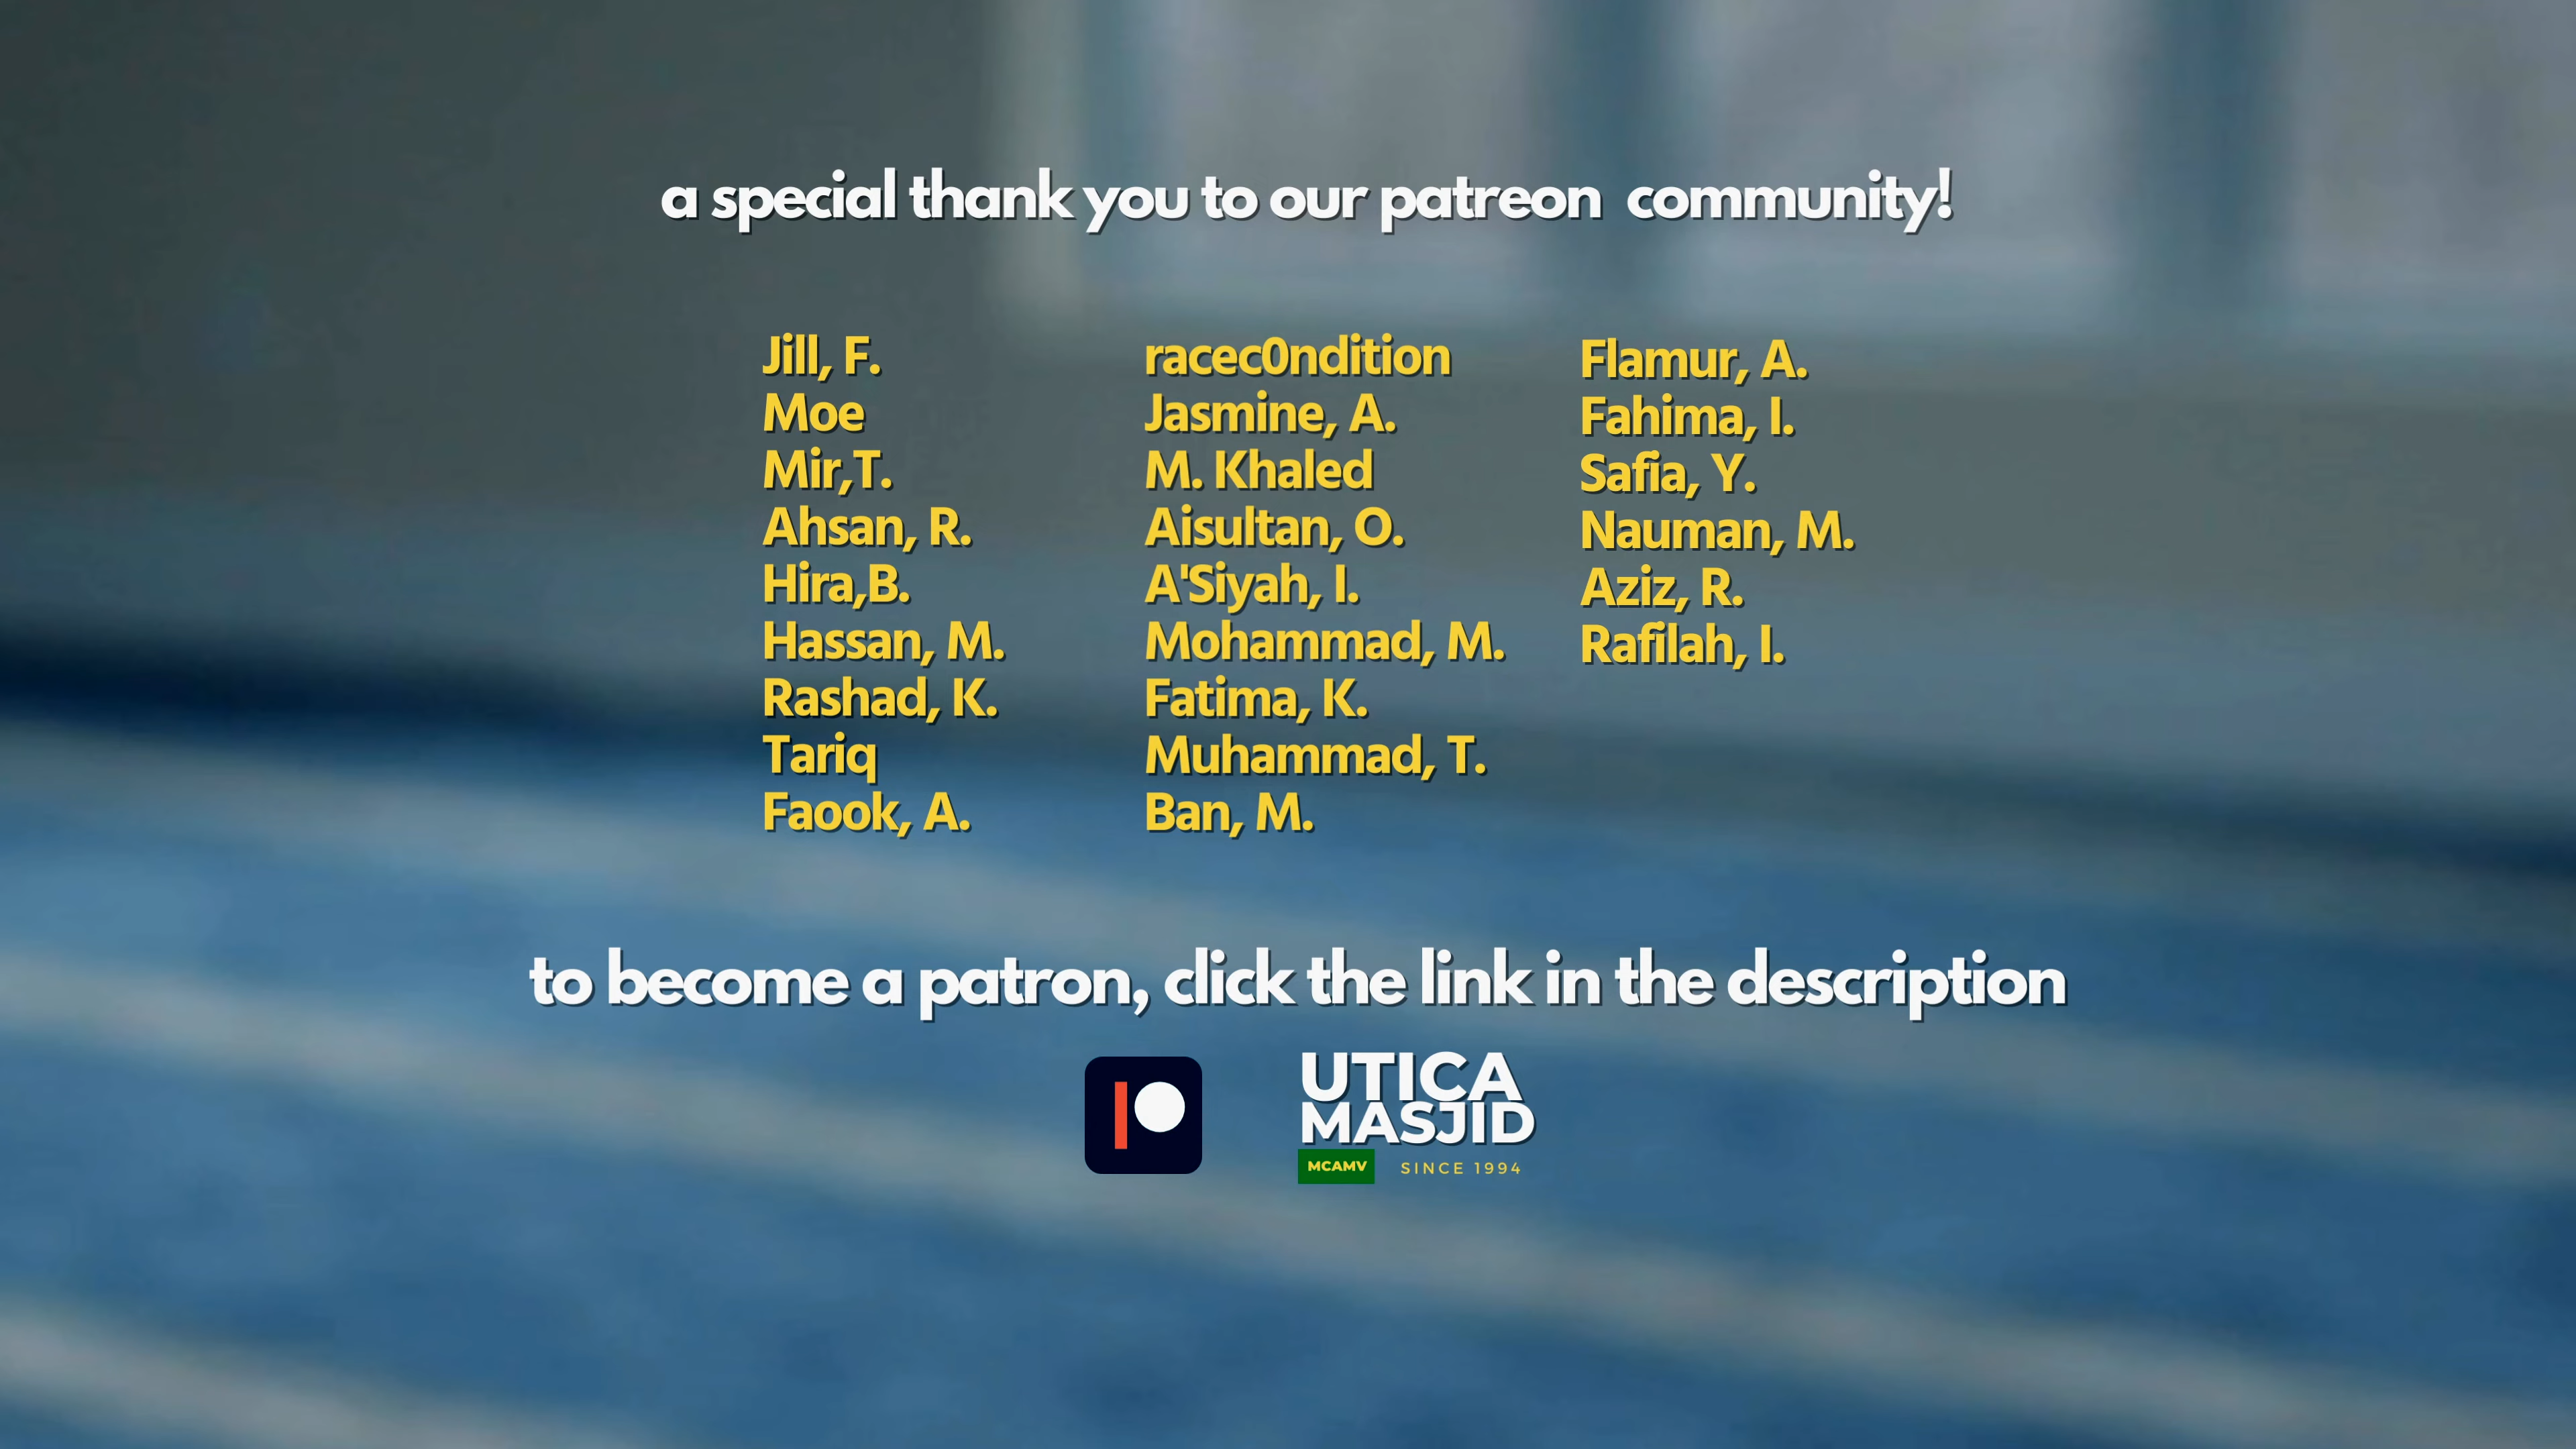 a special thank you to our patreon community!
Jill, F.
Moe
Mir,T.
Ahsan, R.
Hira,B.
Hassan, M.
Rashad, K.
Tariq
Faook, A.
racec0ndition
Jasmine, A.
M. Khaled
Aisultan, O.
A'Siyah, I.
Mohammad, M.
Fatima, K.
Muhammad, T.
Ban, M.
Flamur, A.
Fahima, I.
Safia, Y.
Nauman, M.
Aziz, R.
Rafilah, I.
to become a patron, click the link in the description
UTICA
MASJID
MCAMV SINCE 1994